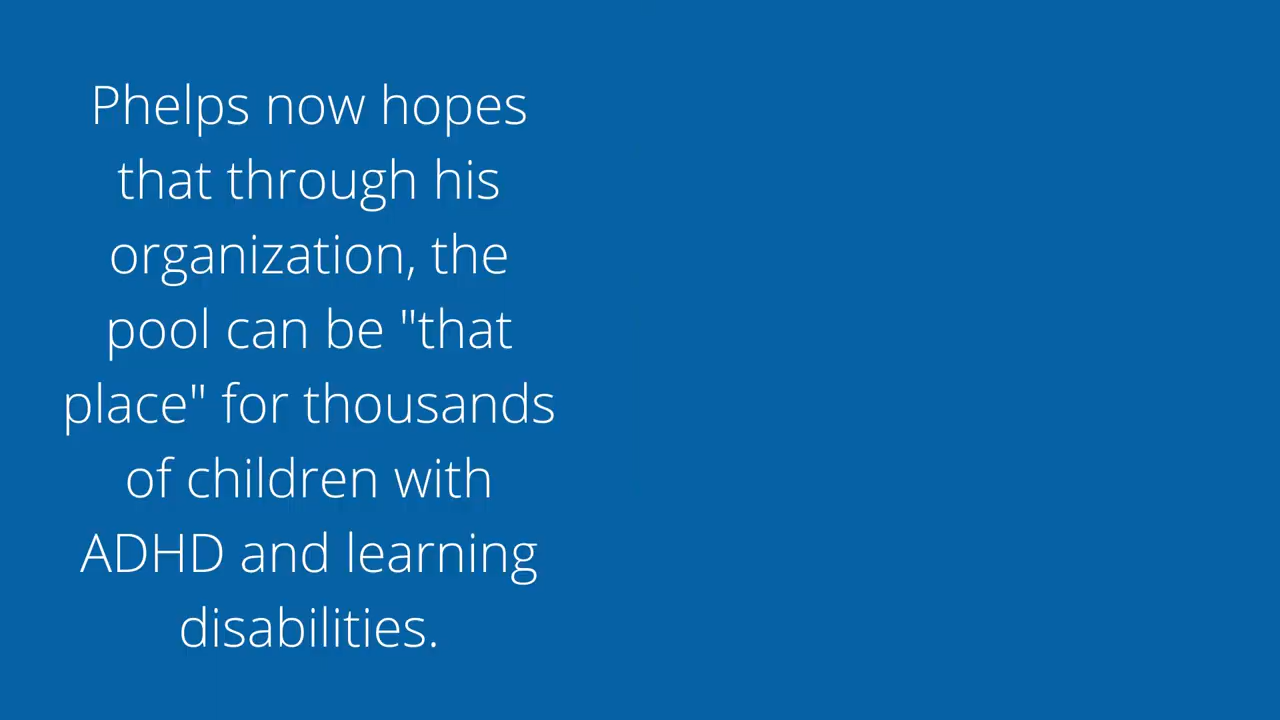 Phelps now hopes
that through his
organization, the
pool can be "that
place" for thousands
of children with
ADHD and learning
disabilities.